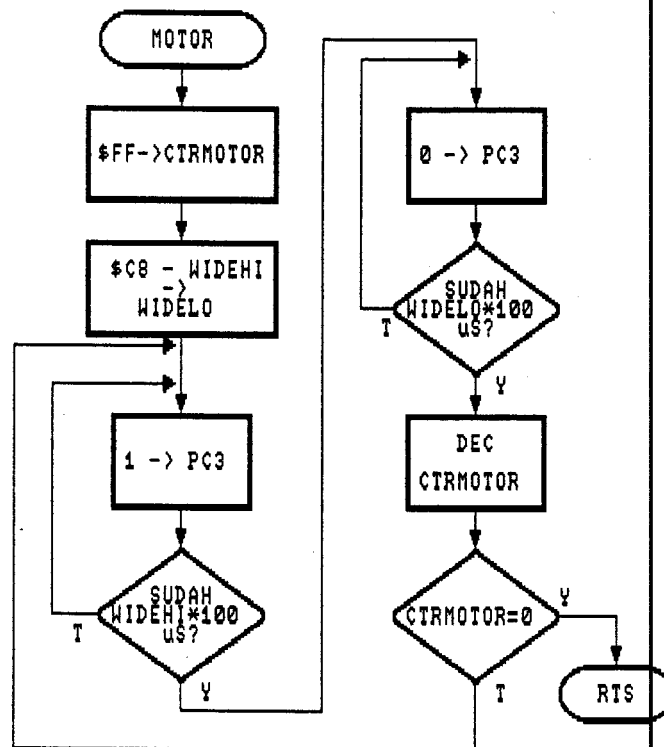 MOTOR
$FF->CTRMOTOR
$C8 - WIDEHI
->
WIDELO
1 -> PC3
SUDAH
WIDEHI*100
uS?
T
Y
0 -> PC3
SUDAH
WIDELO*100
uS?
T
Y
DEC
CTRMOTOR
CTRMOTOR=0
Y
T
RTS